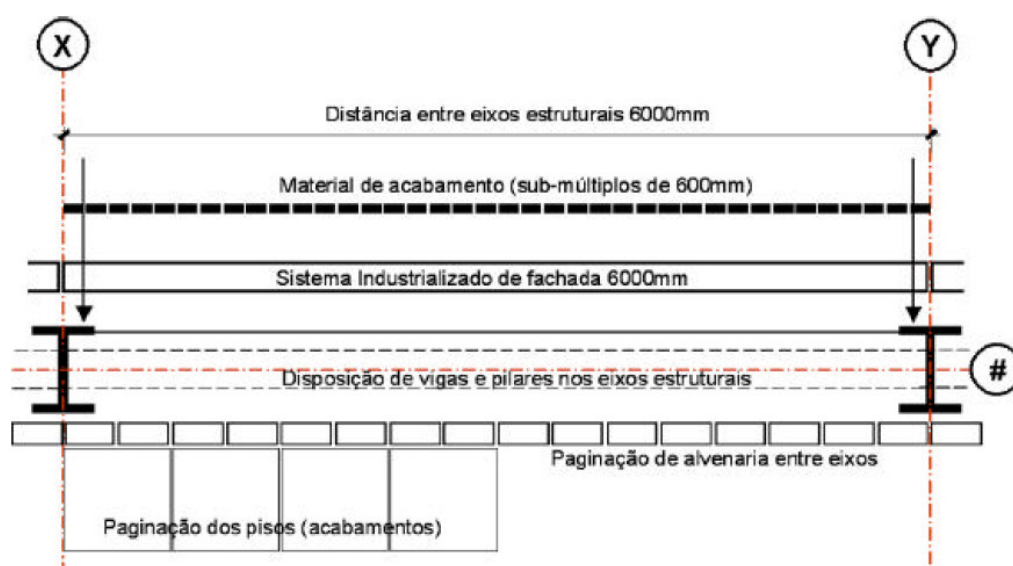 X
Y
Distância entre eixos estruturais 6000mm
Material de acabamento (sub-múltiplos de 600mm)
Sistema Industrializado de fachada 6000mm
Disposição de vigas e pilares nos eixos estruturais
#
Paginação de alvenaria entre eixos
Paginação dos pisos (acabamentos)